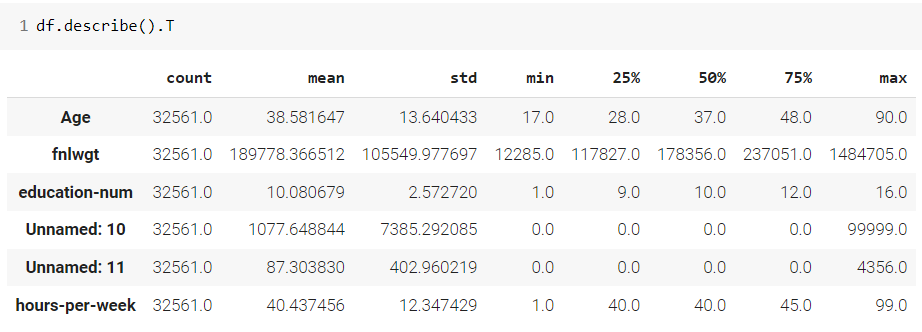 1 df.describe().T
count mean std min 25% 50% 75% max
Age 32561.0 38.581647 13.640433 17.0 28.0 37.0 48.0 90.0
fnlwgt 32561.0 189778.366512 105549.977697 12285.0 117827.0 178356.0 237051.0 1484705.0
education-num 32561.0 10.080679 2.572720 1.0 9.0 10.0 12.0 16.0
Unnamed: 10 32561.0 1077.648844 7385.292085 0.0 0.0 0.0 0.0 99999.0
Unnamed: 11 32561.0 87.303830 402.960219 0.0 0.0 0.0 0.0 4356.0
hours-per-week 32561.0 40.437456 12.347429 1.0 40.0 40.0 45.0 99.0